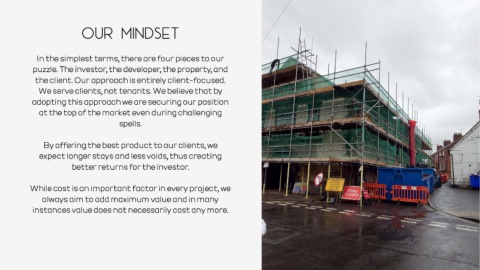 OUR MINDSET
In the simplest terms, there are four pieces to our
puzzle. The investor, the developer, the property, and
the client. Our approach is entirely client-focused.
We serve clients, not tenants. We believe that by
adopting this approach we are securing our position
at the top of the market even during challenging
spells.
By offering the best product to our clients, we
expect longer stays and less voids, thus creating
better returns for the investor.
While cost is an important factor in every project, we
always aim to add maximum value and in many
instances value does not necessarily cost any more.